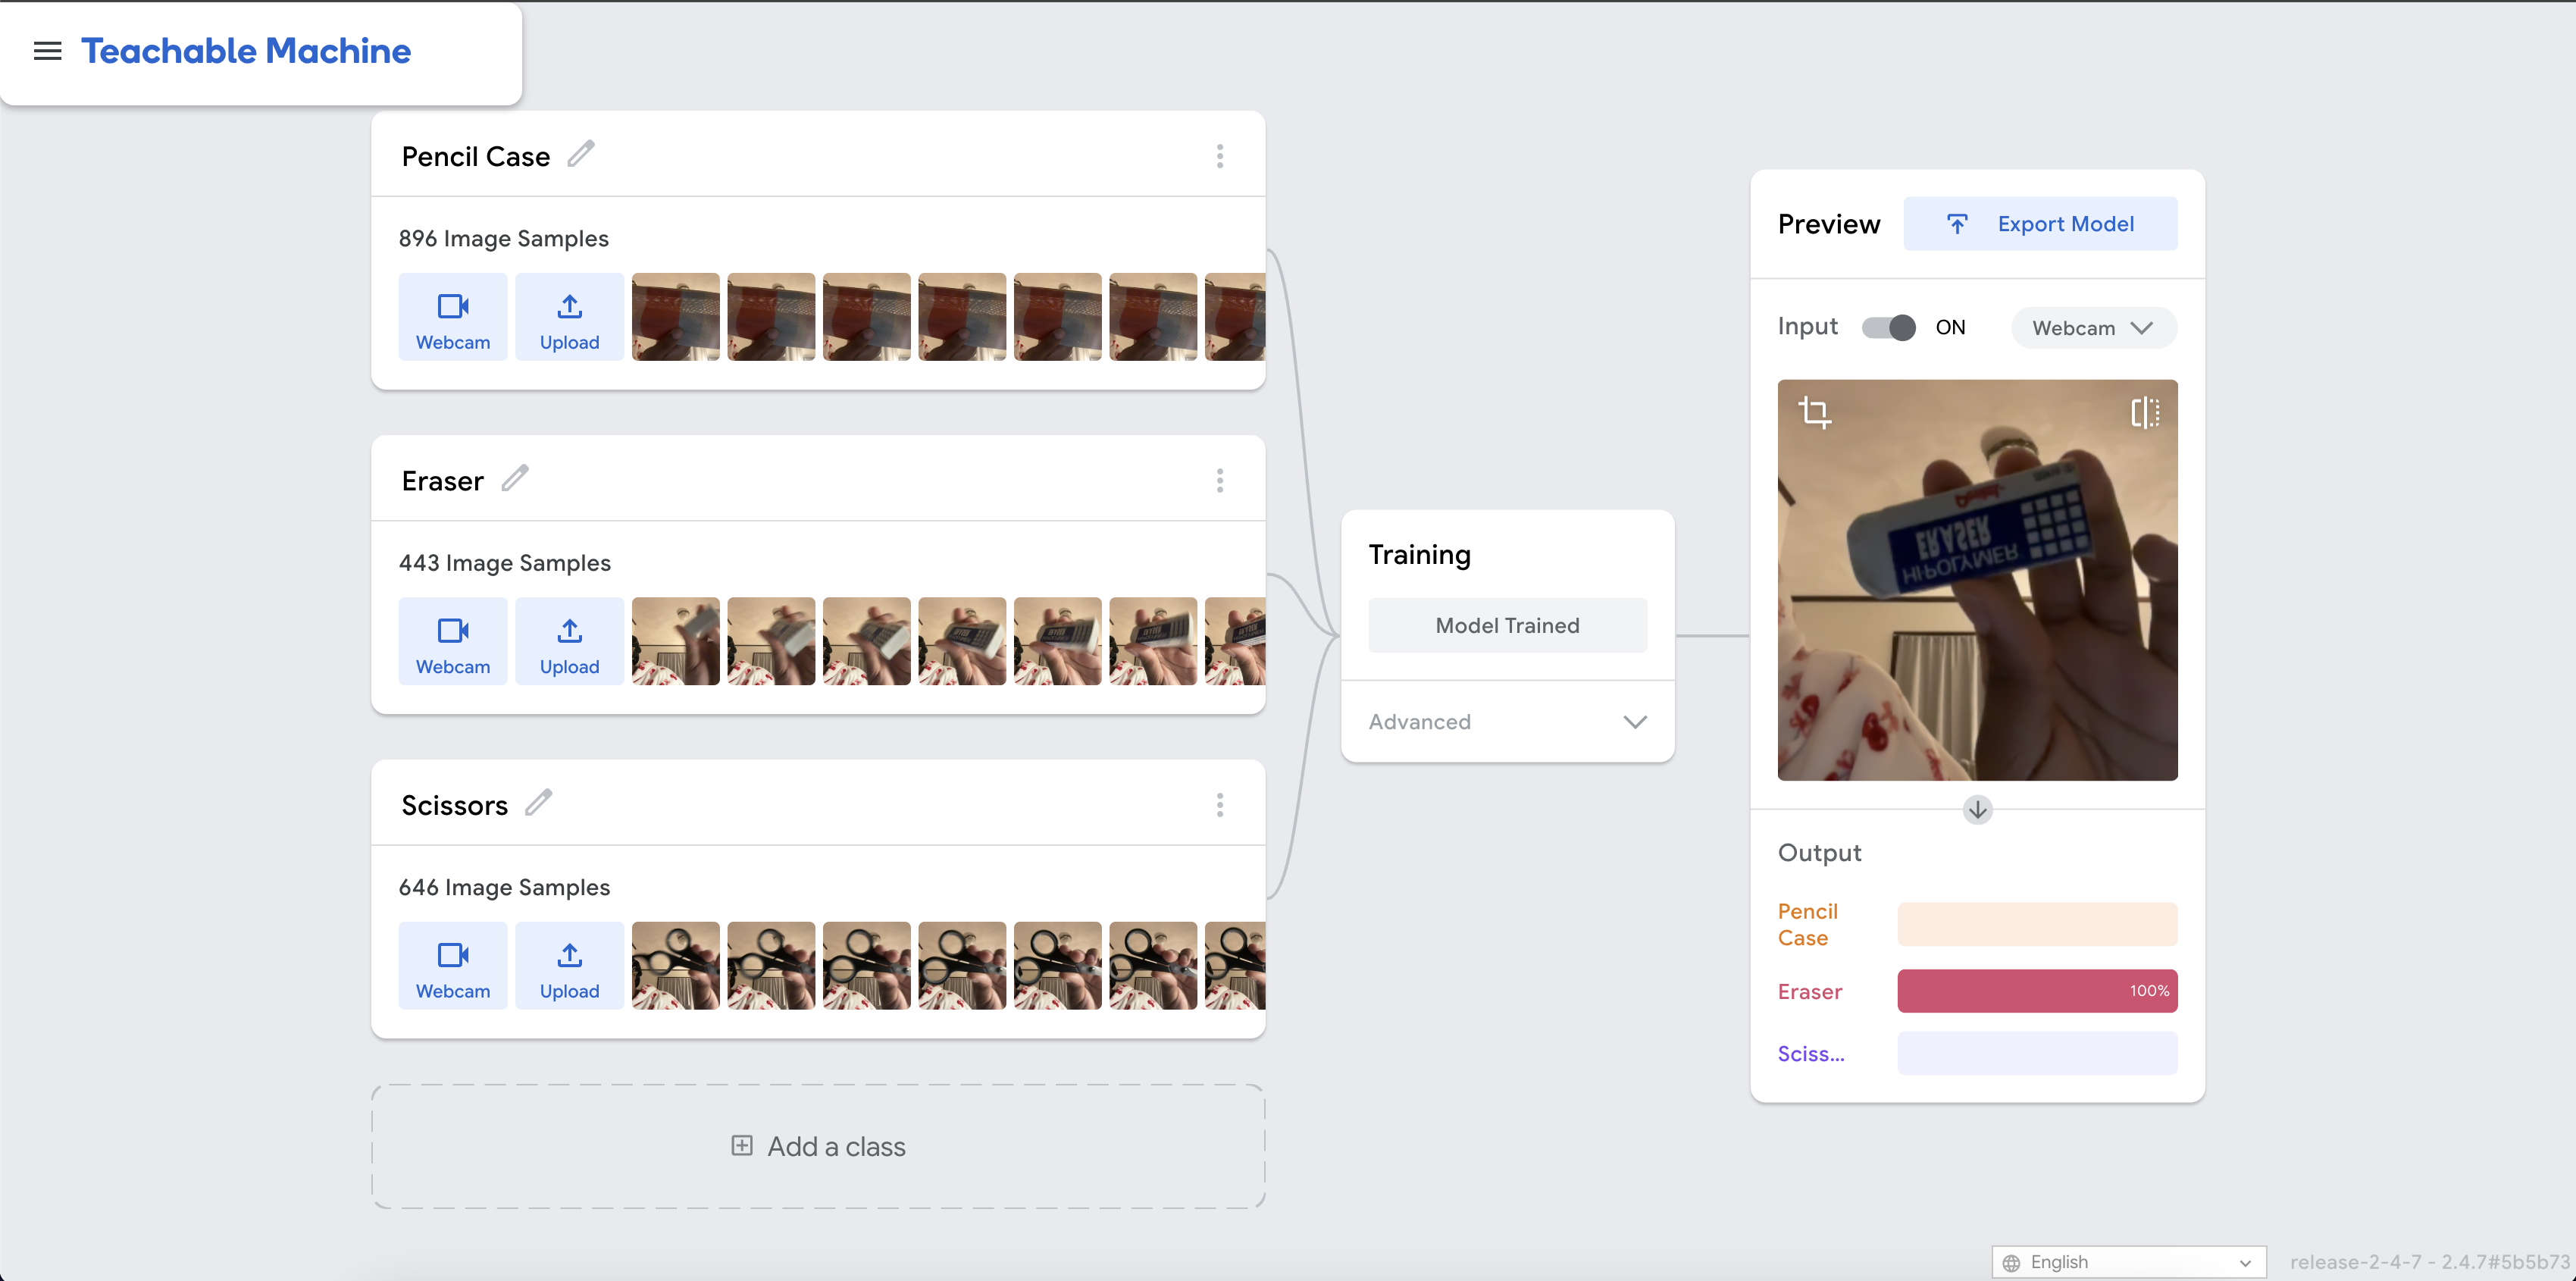 Teachable Machine
Pencil Case
896 Image Samples
Webcam
Upload
Eraser
443 Image Samples
Webcam
Upload
Scissors
646 Image Samples
Webcam
Upload
Add a class
Training
Model Trained
Advanced
Preview
Export Model
Input
ON
Webcam
ERASER
HI-POLYMER
Output
Pencil
Case
Eraser
100%
Sciss...
English
release-2-4-7 - 2.4.7#5b5b73